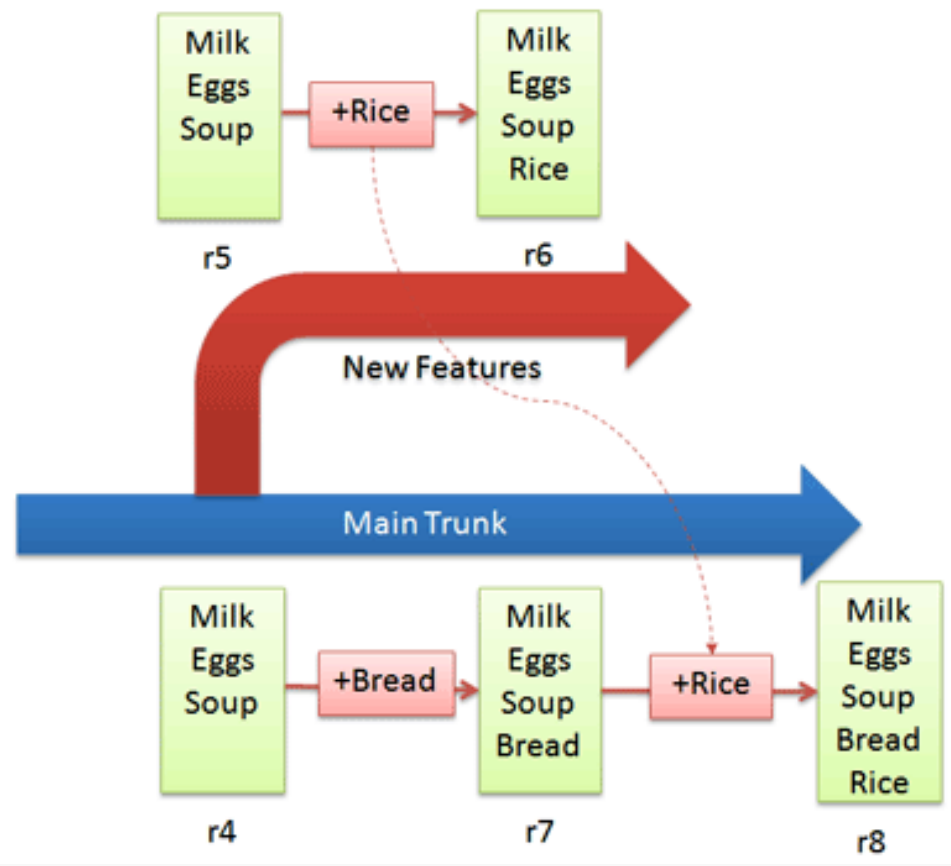 Milk
Eggs
Soup
+Rice
Milk
Eggs
Soup
Rice
r5
r6
New Features
Main Trunk
Milk
Eggs
Soup
+Bread
Milk
Eggs
Soup
Bread
+Rice
Milk
Eggs
Soup
Bread
Rice
r4
r7
r8